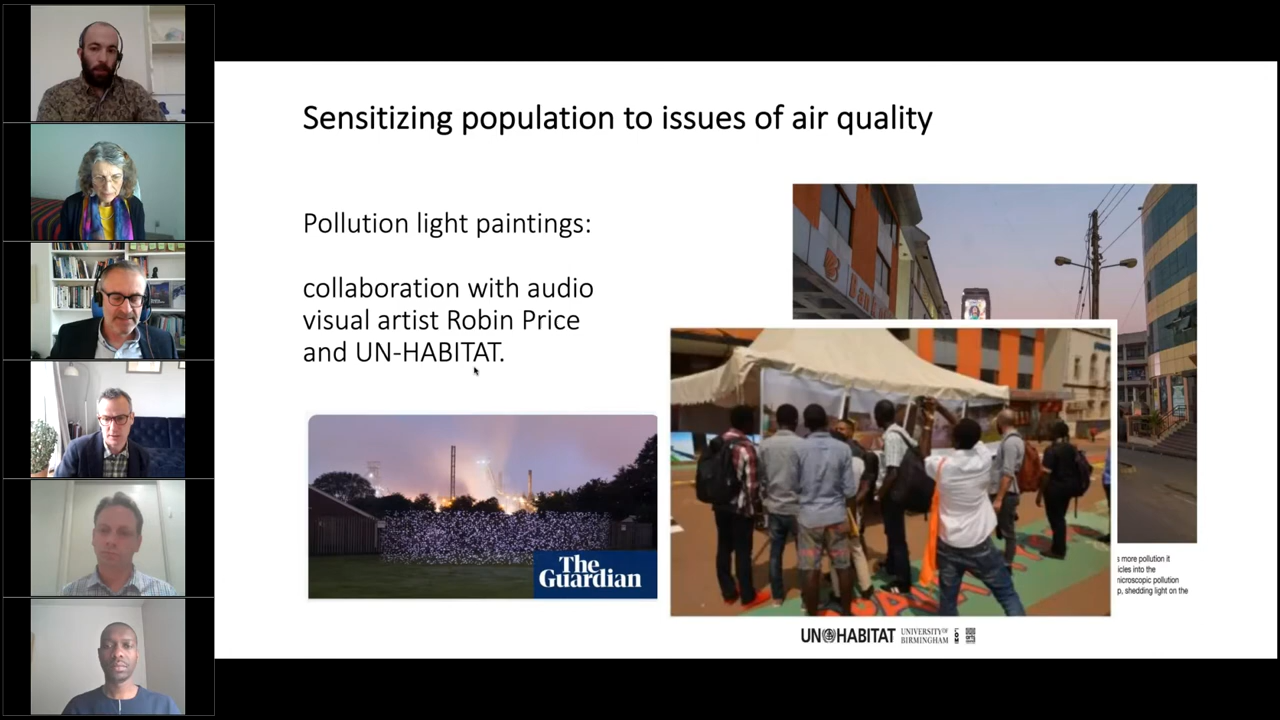 Sensitizing population to issues of air quality
Pollution light paintings:
collaboration with audio
visual artist Robin Price
and UN-HABITAT.
The
Guardian
more pollution it
icles into the
microscopic pollution
p, shedding light on the
UN HABITAT
UNIVERSITY OF
BIRMINGHAM